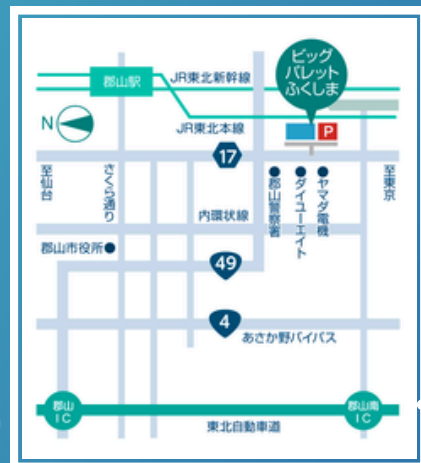 ビッグ
パレット
ふくしま
郡山駅
JR東北新幹線
N
JR東北本線
P
17
至仙台
さくら通り
郡山警察署
ダイユーエイト
ヤマダ電機
至東京
内環状線
郡山市役所
49
4
あさか野バイパス
郡山
IC
郡山南
IC
東北自動車道